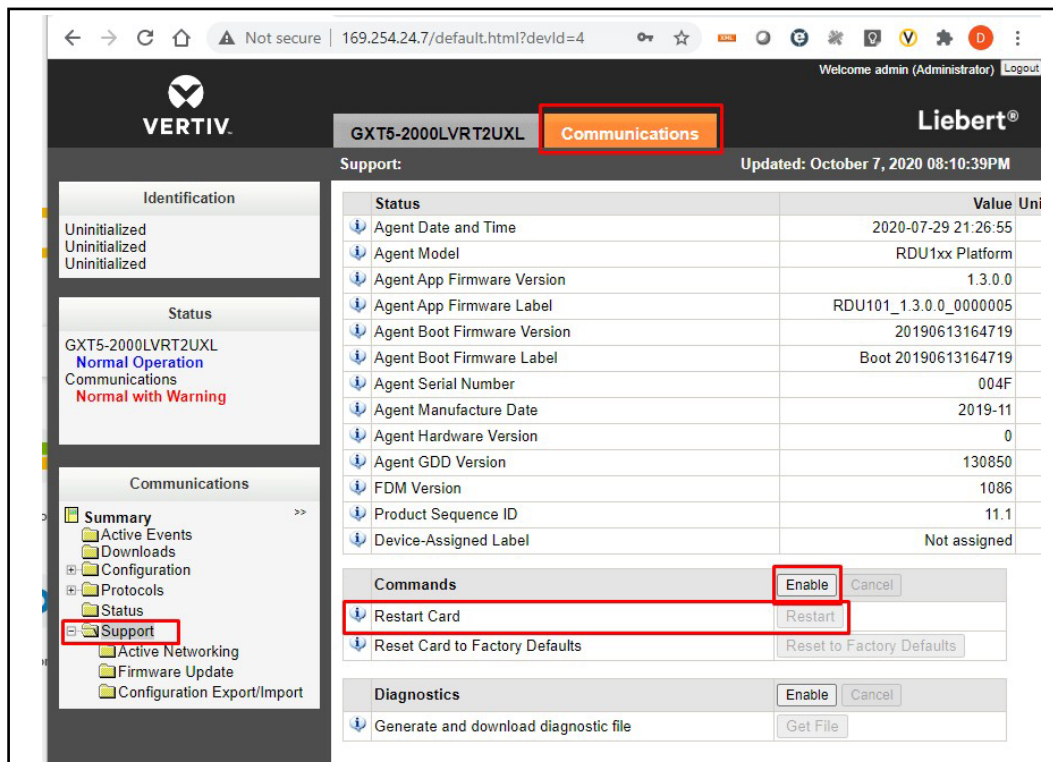 Not secure | 169.254.24.7/default.html?devId=4
Welcome admin (Administrator) Logout
VERTIV.
GXT5-2000LVRT2UXL Communications Liebert®
Support: Updated: October 7, 2020 08:10:39PM
Identification
Uninitialized
Uninitialized
Uninitialized
Status
GXT5-2000LVRT2UXL
Normal Operation
Communications
Normal with Warning
Communications
Summary >>
Active Events
Downloads
Configuration
Protocols
Status
Support
Active Networking
Firmware Update
Configuration Export/Import
Status Value Uni
Agent Date and Time 2020-07-29 21:26:55
Agent Model RDU1xx Platform
Agent App Firmware Version 1.3.0.0
Agent App Firmware Label RDU101_1.3.0.0_0000005
Agent Boot Firmware Version 20190613164719
Agent Boot Firmware Label Boot 20190613164719
Agent Serial Number 004F
Agent Manufacture Date 2019-11
Agent Hardware Version 0
Agent GDD Version 130850
FDM Version 1086
Product Sequence ID 11.1
Device-Assigned Label Not assigned
Commands Enable Cancel
Restart Card Restart
Reset Card to Factory Defaults Reset to Factory Defaults
Diagnostics Enable Cancel
Generate and download diagnostic file Get File